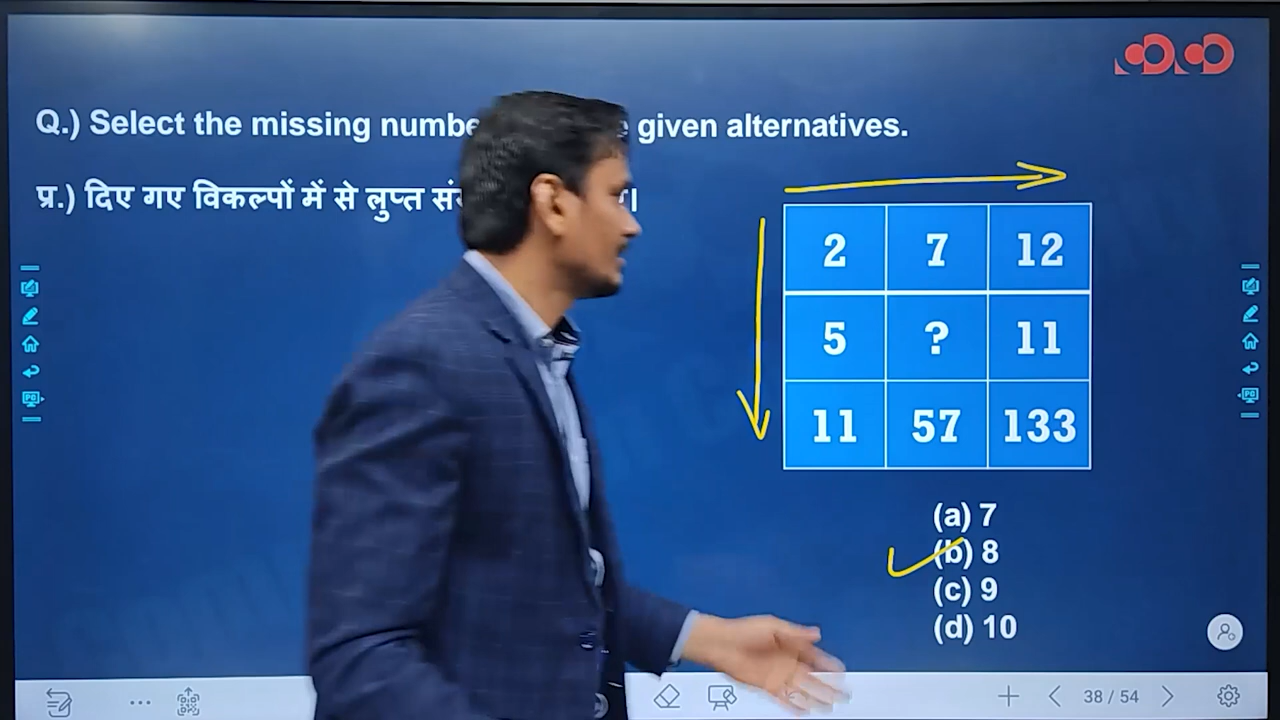 Q.) Select the missing numbe given alternatives.
प्र.) दिए गए विकल्पों में से लुप्त
2 7 12
5 ? 11
11 57 133
(a) 7
(b) 8
(c) 9
(d) 10
38 / 54